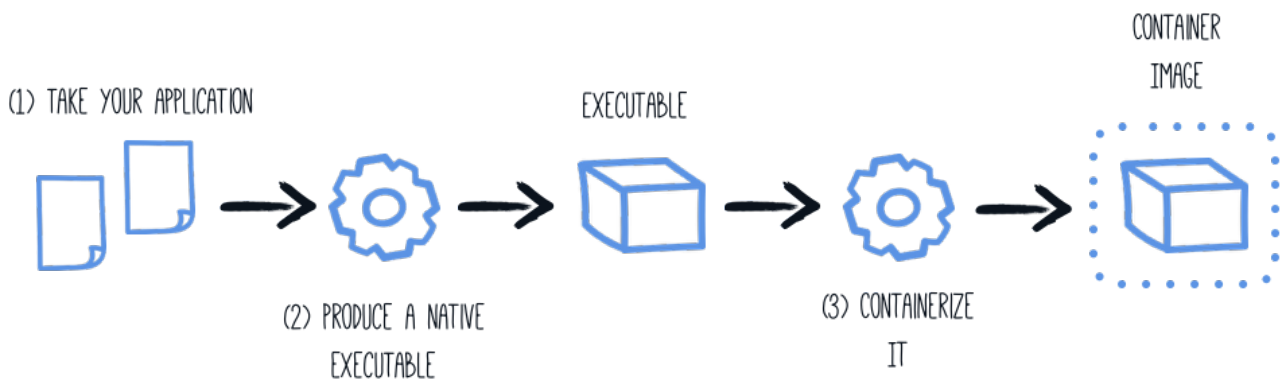 (1) TAKE YOUR APPLICATION
(2) PRODUCE A NATIVE
EXECUTABLE
EXECUTABLE
(3) CONTAINERIZE
IT
CONTAINER
IMAGE